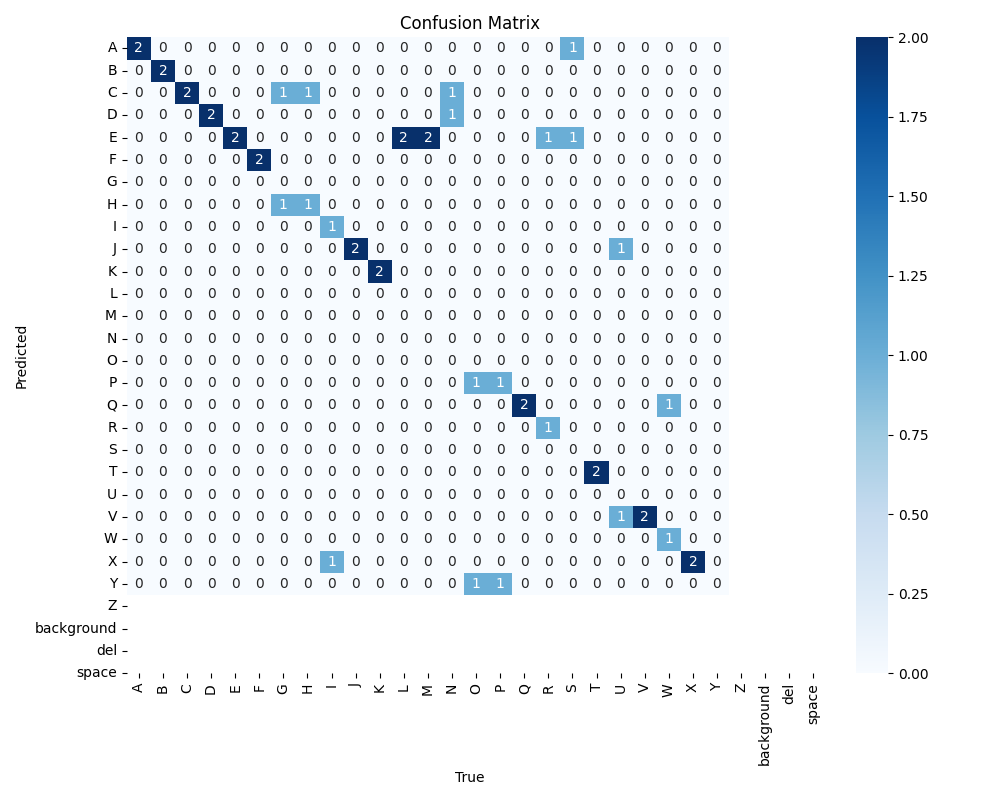 Confusion Matrix
A 2 0 0 0 0 0 0 0 0 0 0 0 0 0 0 0 0 0 1 0 0 0 0 0 0
B 0 2 0 0 0 0 0 0 0 0 0 0 0 0 0 0 0 0 0 0 0 0 0 0 0
C 0 0 2 0 0 0 1 1 0 0 0 0 0 1 0 0 0 0 0 0 0 0 0 0 0
D 0 0 0 2 0 0 0 0 0 0 0 0 0 1 0 0 0 0 0 0 0 0 0 0 0
E 0 0 0 0 2 0 0 0 0 0 0 2 2 0 0 0 0 1 1 0 0 0 0 0 0
F 0 0 0 0 0 2 0 0 0 0 0 0 0 0 0 0 0 0 0 0 0 0 0 0 0
G 0 0 0 0 0 0 0 0 0 0 0 0 0 0 0 0 0 0 0 0 0 0 0 0 0
H 0 0 0 0 0 0 1 1 0 0 0 0 0 0 0 0 0 0 0 0 0 0 0 0 0
I 0 0 0 0 0 0 0 0 1 0 0 0 0 0 0 0 0 0 0 0 0 0 0 0 0
J 0 0 0 0 0 0 0 0 0 2 0 0 0 0 0 0 0 0 0 0 1 0 0 0 0
K 0 0 0 0 0 0 0 0 0 0 2 0 0 0 0 0 0 0 0 0 0 0 0 0 0
L 0 0 0 0 0 0 0 0 0 0 0 0 0 0 0 0 0 0 0 0 0 0 0 0 0
M 0 0 0 0 0 0 0 0 0 0 0 0 0 0 0 0 0 0 0 0 0 0 0 0 0
N 0 0 0 0 0 0 0 0 0 0 0 0 0 0 0 0 0 0 0 0 0 0 0 0 0
O 0 0 0 0 0 0 0 0 0 0 0 0 0 0 0 0 0 0 0 0 0 0 0 0 0
P 0 0 0 0 0 0 0 0 0 0 0 0 0 0 1 1 0 0 0 0 0 0 0 0 0
Q 0 0 0 0 0 0 0 0 0 0 0 0 0 0 0 0 2 0 0 0 0 0 1 0 0
R 0 0 0 0 0 0 0 0 0 0 0 0 0 0 0 0 0 1 0 0 0 0 0 0 0
S 0 0 0 0 0 0 0 0 0 0 0 0 0 0 0 0 0 0 0 0 0 0 0 0 0
T 0 0 0 0 0 0 0 0 0 0 0 0 0 0 0 0 0 0 0 2 0 0 0 0 0
U 0 0 0 0 0 0 0 0 0 0 0 0 0 0 0 0 0 0 0 0 0 0 0 0 0
V 0 0 0 0 0 0 0 0 0 0 0 0 0 0 0 0 0 0 0 0 1 2 0 0 0
W 0 0 0 0 0 0 0 0 0 0 0 0 0 0 0 0 0 0 0 0 0 0 1 0 0
X 0 0 0 0 0 0 0 0 1 0 0 0 0 0 0 0 0 0 0 0 0 0 0 2 0
Y 0 0 0 0 0 0 0 0 0 0 0 0 0 0 1 1 0 0 0 0 0 0 0 0 0
Z
background
del
space
A B C D E F G H I J K L M N O P Q R S T U V W X Y Z background del space
True
Predicted
2.00
1.75
1.50
1.25
1.00
0.75
0.50
0.25
0.00